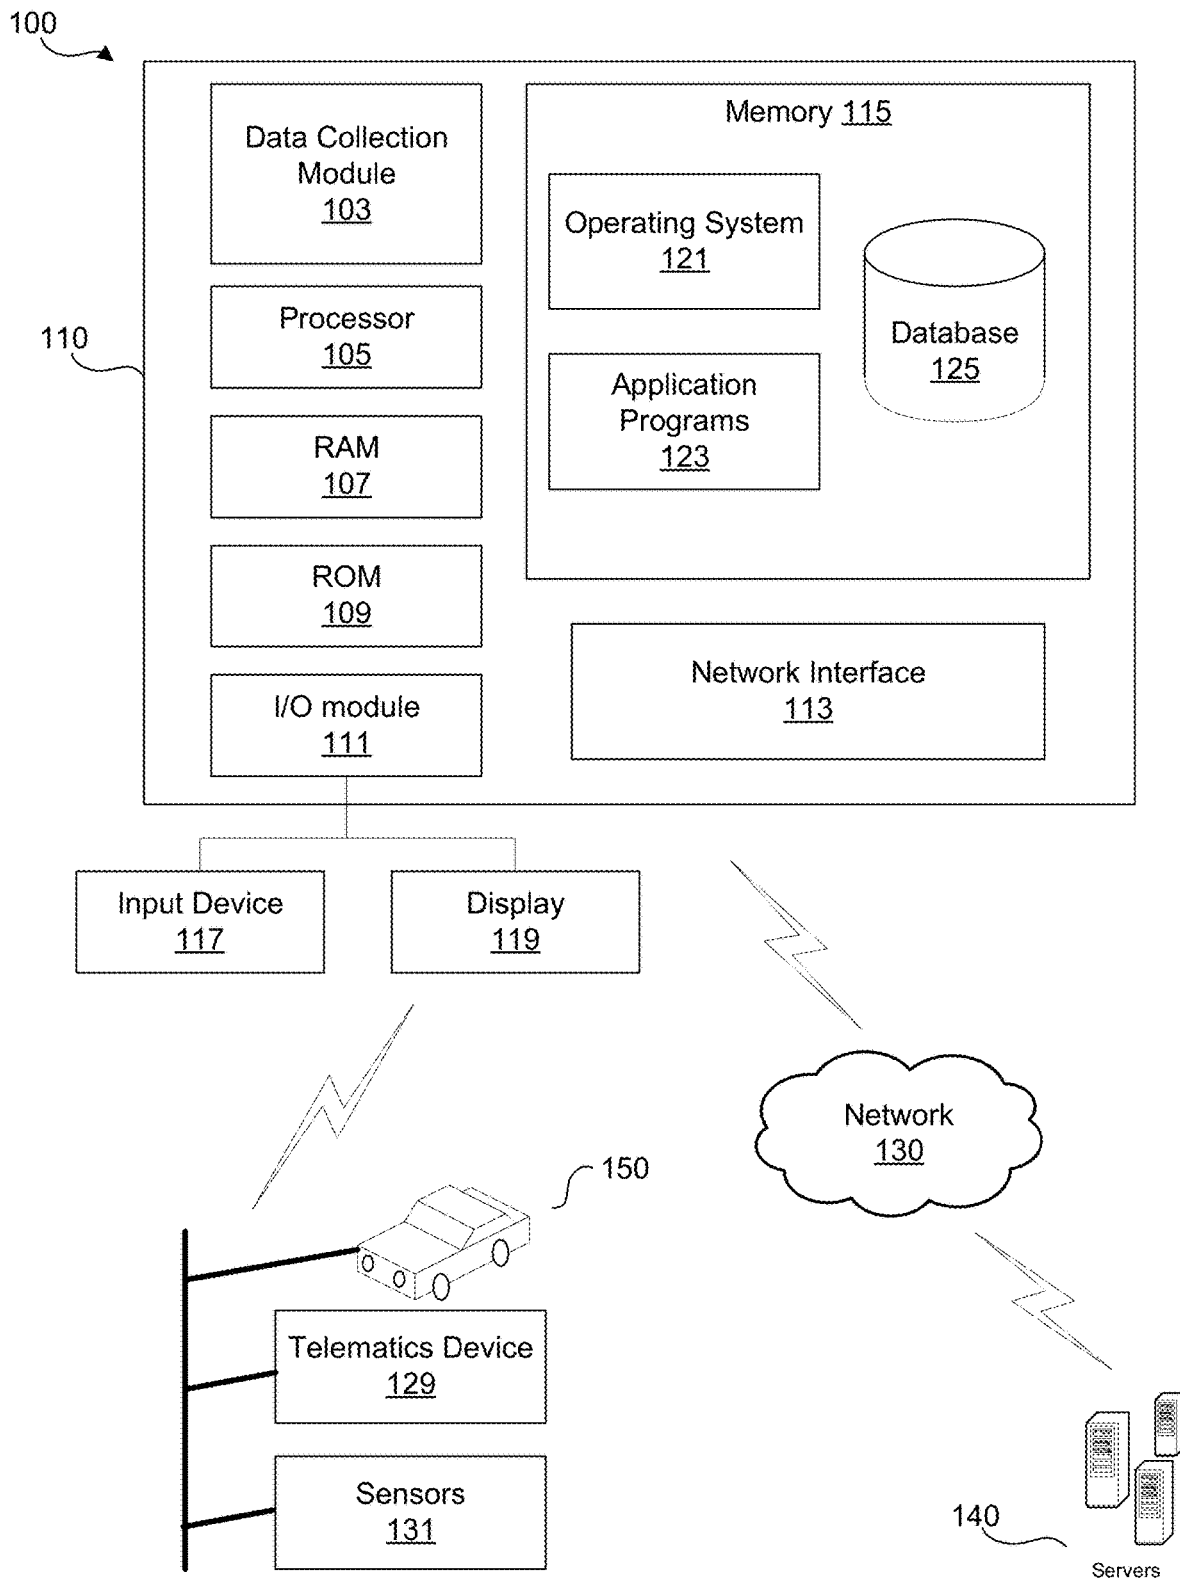 100
Data Collection
Module
103
Memory 115
Operating System
121
Database
125
Processor
105
110
Application
Programs
123
RAM
107
ROM
109
Network Interface
113
I/O module
111
Input Device
117
Display
119
Network
130
150
Telematics Device
129
Sensors
131
140
Servers